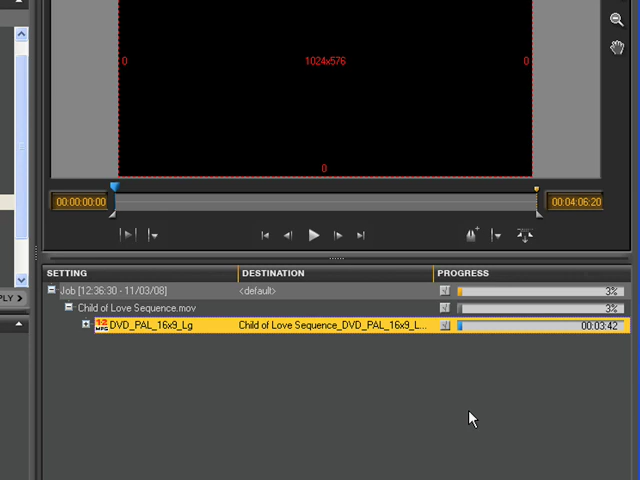 0
1024x576
0
0
00:00:00:00
00:04:06:20
PLY
SETTING DESTINATION PROGRESS
Job [12:36:30 - 11/03/08] <default> 3%
Child of Love Sequence.mov 3%
12 MPG DVD_PAL_16x9_Lg Child of Love Sequence_DVD_PAL_16x9_L... 00:03:42